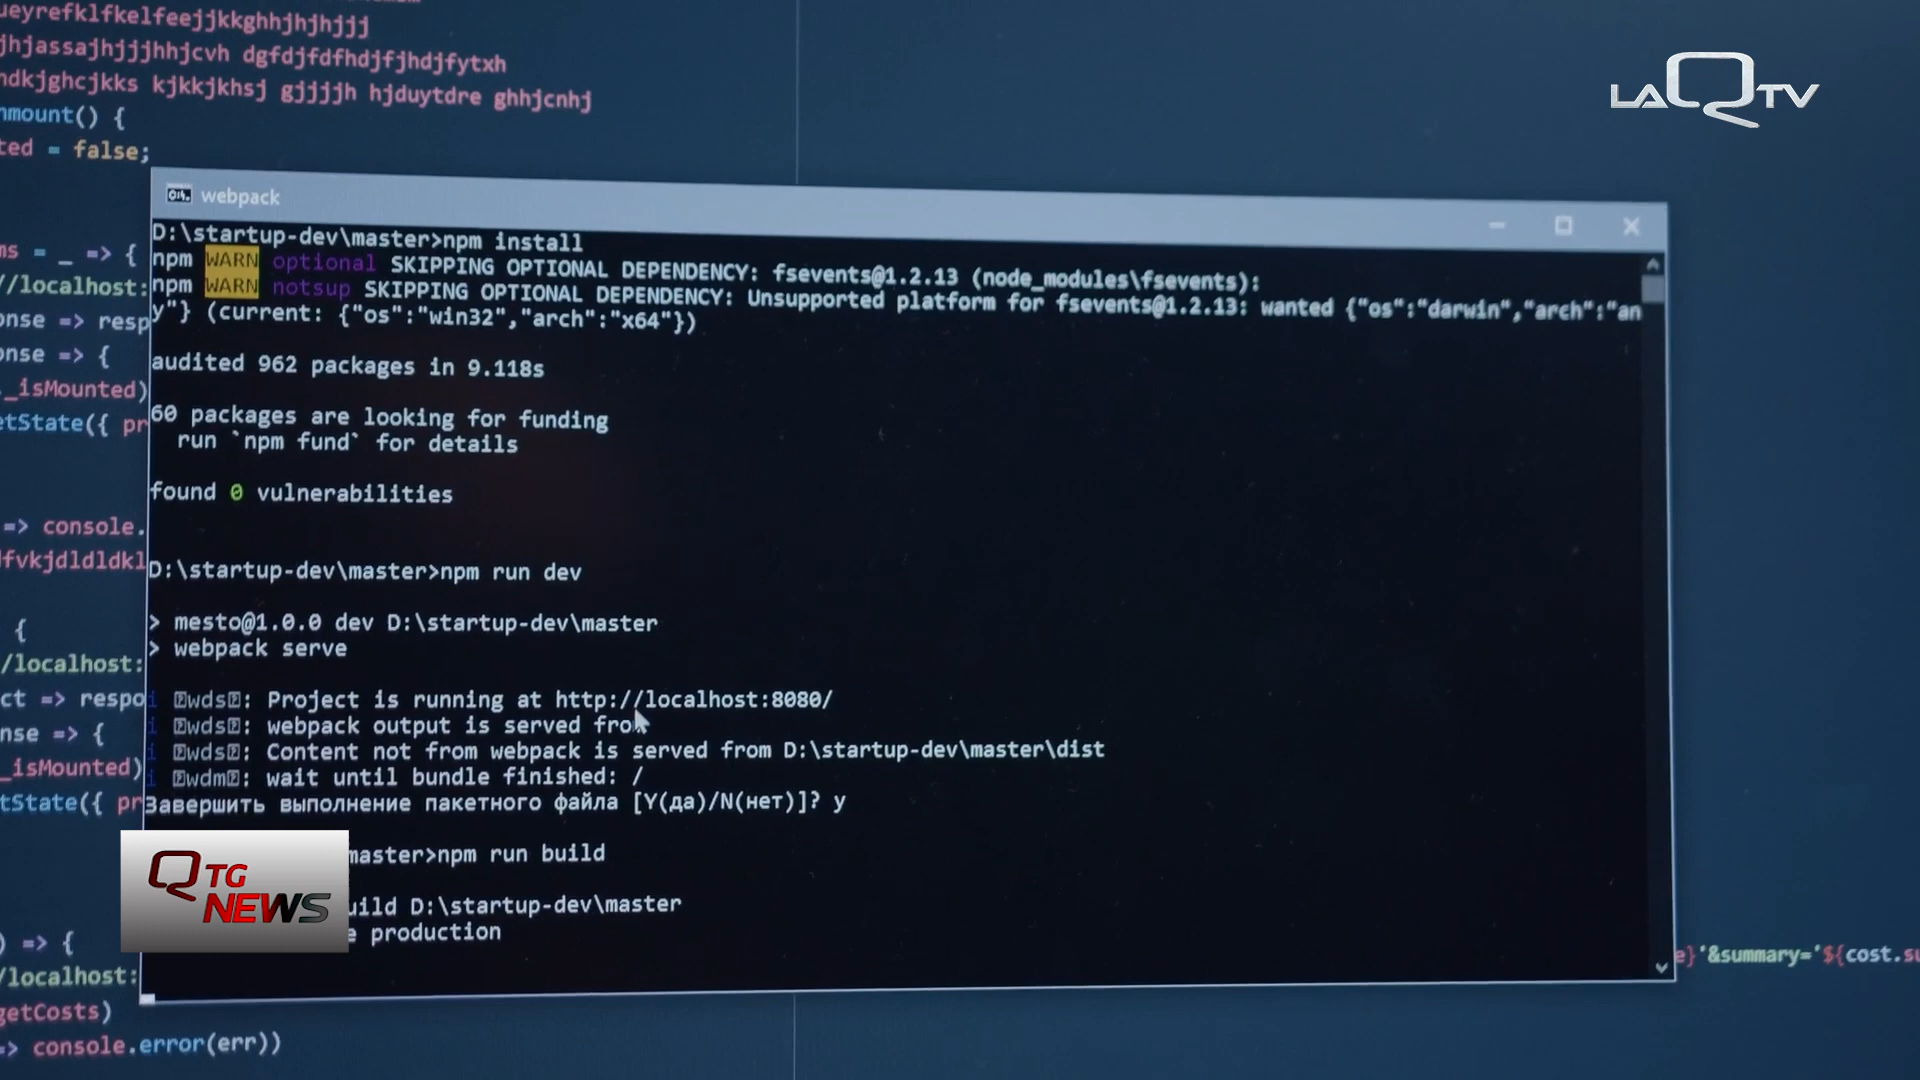 ueyrefklfkelfeejjkkghhjhjhjjj
jhjassajhjjjhhjcvh dgfdjfdfhdjfjhdjfytxh
ndkjghcjkks kjkkjkhsj gjjjjh hjduytdre ghhjcnhj
mount() {
= false;
LAQTV
webpack
D:\startup-dev\master>npm install
npm WARN optional SKIPPING OPTIONAL DEPENDENCY: fsevents@1.2.13 (node_modules\fsevents):
npm WARN notsup SKIPPING OPTIONAL DEPENDENCY: Unsupported platform for fsevents@1.2.13: wanted {"os":"darwin","arch":"an
y"} (current: {"os":"win32","arch":"x64"})
audited 962 packages in 9.118s
60 packages are looking for funding
run `npm fund` for details
found 0 vulnerabilities
D:\startup-dev\master>npm run dev
> mesto@1.0.0 dev D:\startup-dev\master
> webpack serve
i ⍰wds⍰: Project is running at http://localhost:8080/
i ⍰wds⍰: webpack output is served from
i ⍰wds⍰: Content not from webpack is served from D:\startup-dev\master\dist
i ⍰wdm⍰: wait until bundle finished: /
Завершить выполнение пакетного файла [Y(да)/N(нет)]? y
master>npm run build
uild D:\startup-dev\master
e production
ms = _ => {
//localhost:
onse => resp
onse => {
_isMounted)
etState({ pr
=> console.
fvkjdldldkl
{
/localhost:
ct => respo
nse => {
_isMounted)
tState({ pr
QTG
NEWS
) => {
/localhost:
getCosts)
=> console.error(err))
e}'&summary='${cost.su